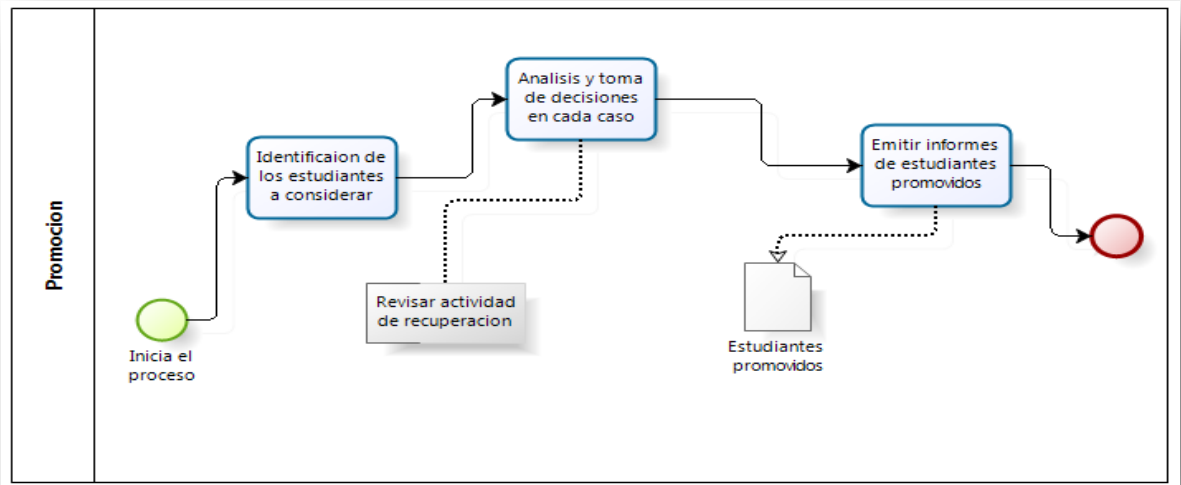 Promocion
Inicia el
proceso
Identificaion de
los estudiantes
a considerar
Analisis y toma
de decisiones
en cada caso
Revisar actividad
de recuperacion
Emitir informes
de estudiantes
promovidos
Estudiantes
promovidos